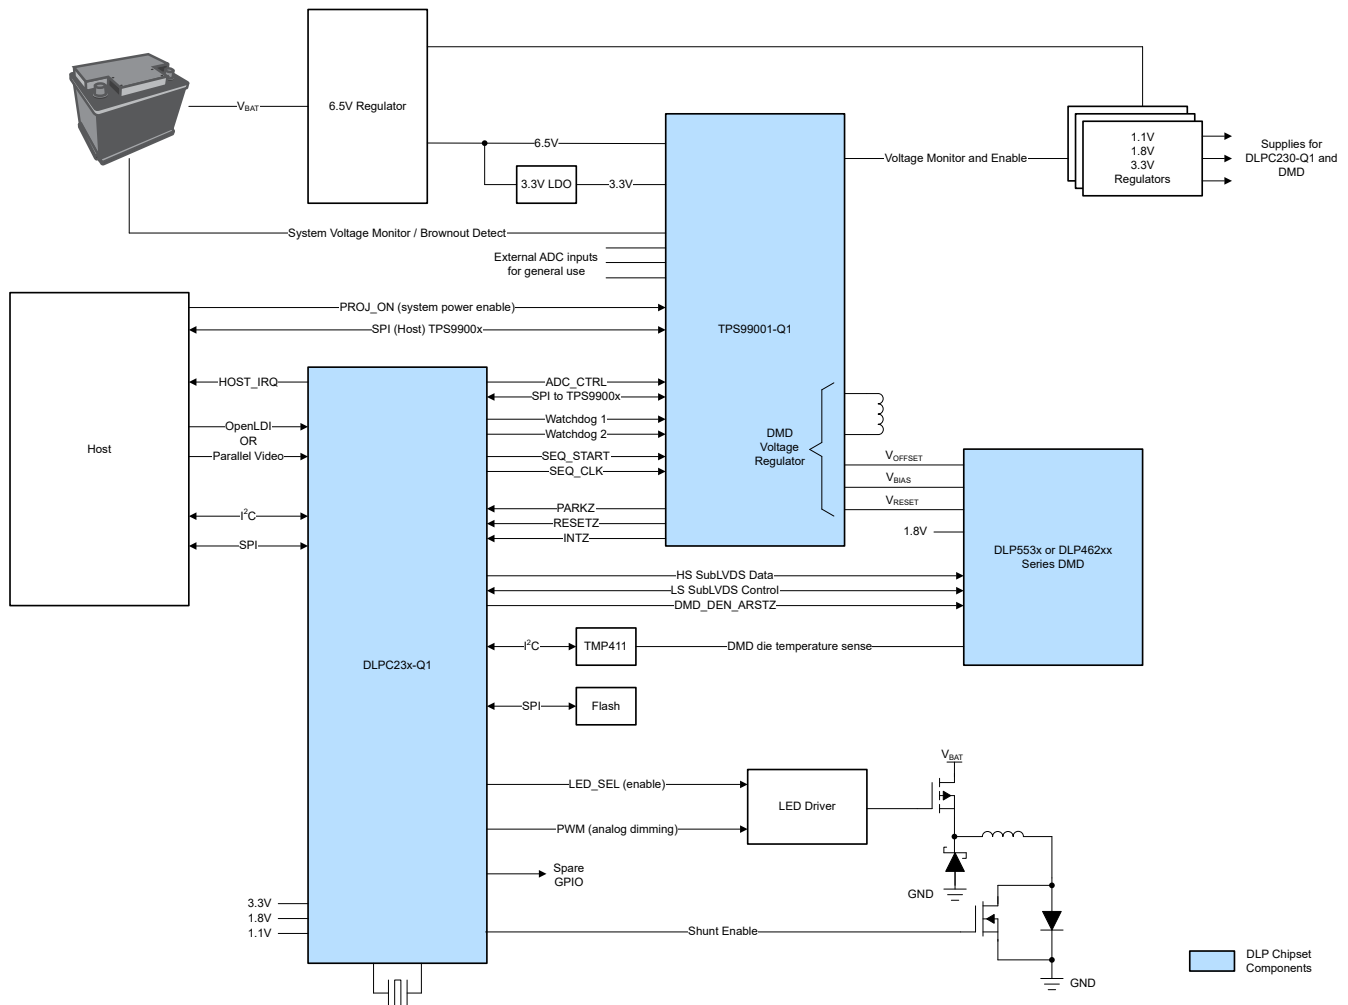 V_BAT
6.5V Regulator
6.5V
3.3V LDO
3.3V
System Voltage Monitor / Brownout Detect
External ADC inputs
for general use
TPS99001-Q1
Voltage Monitor and Enable
1.1V
1.8V
3.3V
Regulators
Supplies for
DLPC230-Q1 and
DMD
Host
PROJ_ON (system power enable)
SPI (Host) TPS9900x
HOST_IRQ
OpenLDI
OR
Parallel Video
I²C
SPI
DLPC23x-Q1
ADC_CTRL
SPI to TPS9900x
Watchdog 1
Watchdog 2
SEQ_START
SEQ_CLK
PARKZ
RESETZ
INTZ
DMD
Voltage
Regulator
V_OFFSET
V_BIAS
V_RESET
1.8V
DLP553x or DLP462xx
Series DMD
HS SubLVDS Data
LS SubLVDS Control
DMD_DEN_ARSTZ
I²C
TMP411
DMD die temperature sense
SPI
Flash
LED_SEL (enable)
PWM (analog dimming)
LED Driver
V_BAT
GND
Spare
GPIO
3.3V
1.8V
1.1V
Shunt Enable
GND
DLP Chipset
Components